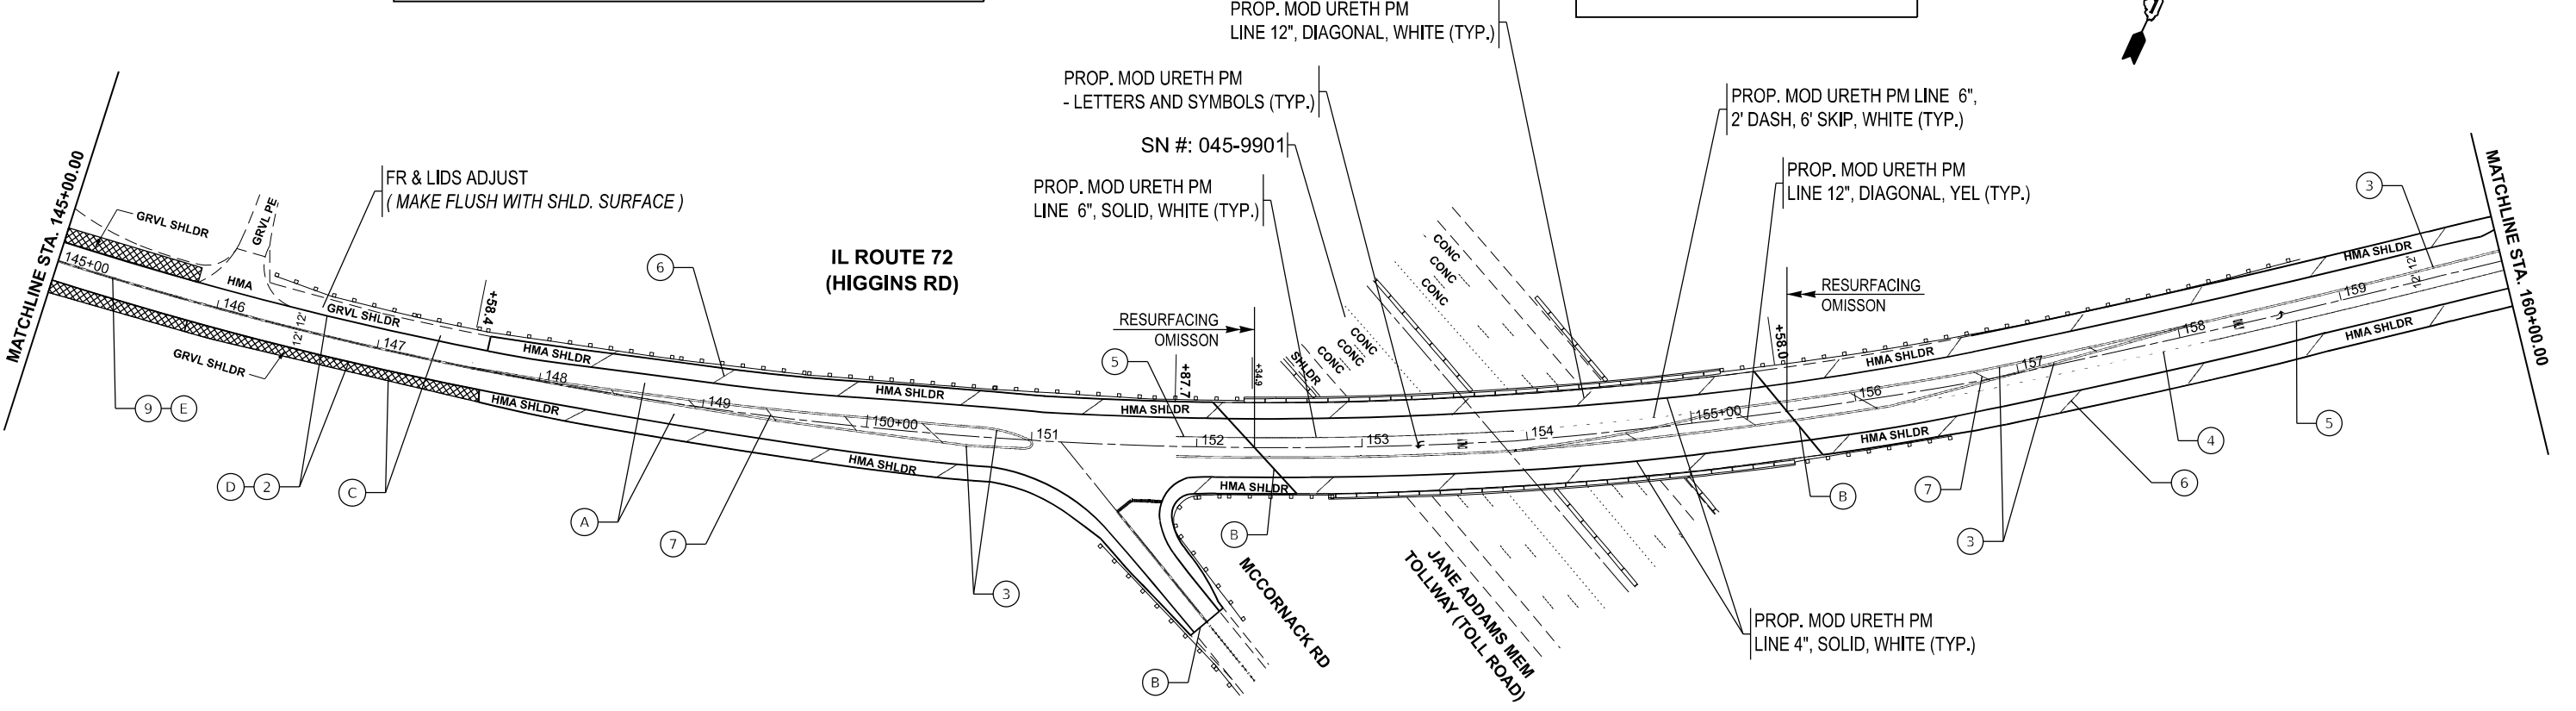 PROP. MOD URETH PM
LINE 12", DIAGONAL, WHITE (TYP.)
PROP. MOD URETH PM
- LETTERS AND SYMBOLS (TYP.)
SN #: 045-9901
PROP. MOD URETH PM
LINE 6", SOLID, WHITE (TYP.)
PROP. MOD URETH PM LINE 6",
2' DASH, 6' SKIP, WHITE (TYP.)
PROP. MOD URETH PM
LINE 12", DIAGONAL, YEL (TYP.)
FR & LIDS ADJUST
( MAKE FLUSH WITH SHLD. SURFACE )
IL ROUTE 72
(HIGGINS RD)
MATCHLINE STA. 145+00.00
MATCHLINE STA. 160+00.00
GRVL SHLDR
GRVL PE
HMA
GRVL SHLDR
GRVL SHLDR
12' 12'
+58.4
6
RESURFACING
OMISSON
5
+87.7
+34.9
SHLDR
CONC
CONC
CONC
CONC
CONC
CONC
RESURFACING
OMISSON
+58.0
3
12' 12'
HMA SHLDR
HMA SHLDR
HMA SHLDR
HMA SHLDR
HMA SHLDR
HMA SHLDR
HMA SHLDR
HMA SHLDR
HMA SHLDR
HMA SHLDR
HMA SHLDR
145+00
146
147
148
149
150+00
151
152
153
154
155+00
156
157
158
159
9
E
D
2
C
A
7
3
B
B
MCCORNACK RD
JANE ADDAMS MEM
TOLLWAY (TOLL ROAD)
B
7
3
6
4
5
PROP. MOD URETH PM
LINE 4", SOLID, WHITE (TYP.)